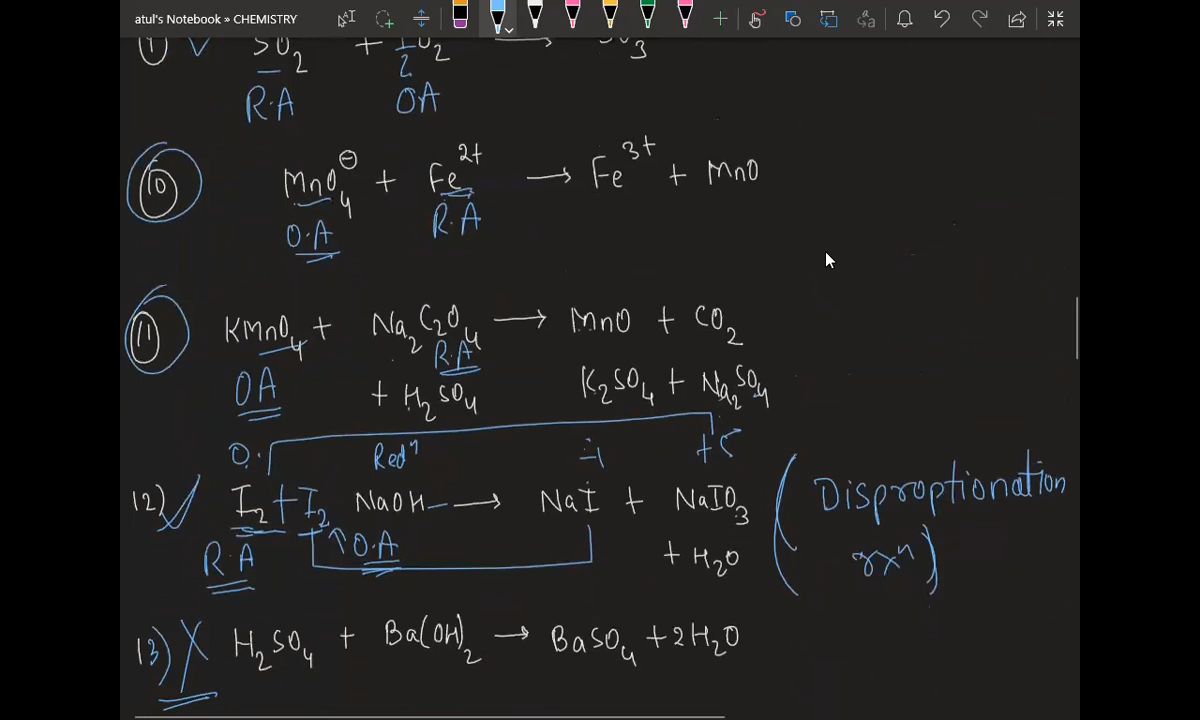 atul's Notebook » CHEMISTRY
SO₂ + 1/2 O₂ → SO₃
R.A OA
10 MnO₄⊖ + Fe²⁺ → Fe³⁺ + MnO
O.A R.A
11 KMnO₄ + Na₂C₂O₄ → MnO + CO₂
R.A
OA + H₂SO₄ K₂SO₄ + Na₂SO₄
0. Redⁿ -1 +5
12) I₂ + I₂ NaOH → NaI + NaIO₃ (Disproptionation
R.A ↑ O.A + H₂O rxⁿ)
13) X H₂SO₄ + Ba(OH)₂ → BaSO₄ + 2H₂O